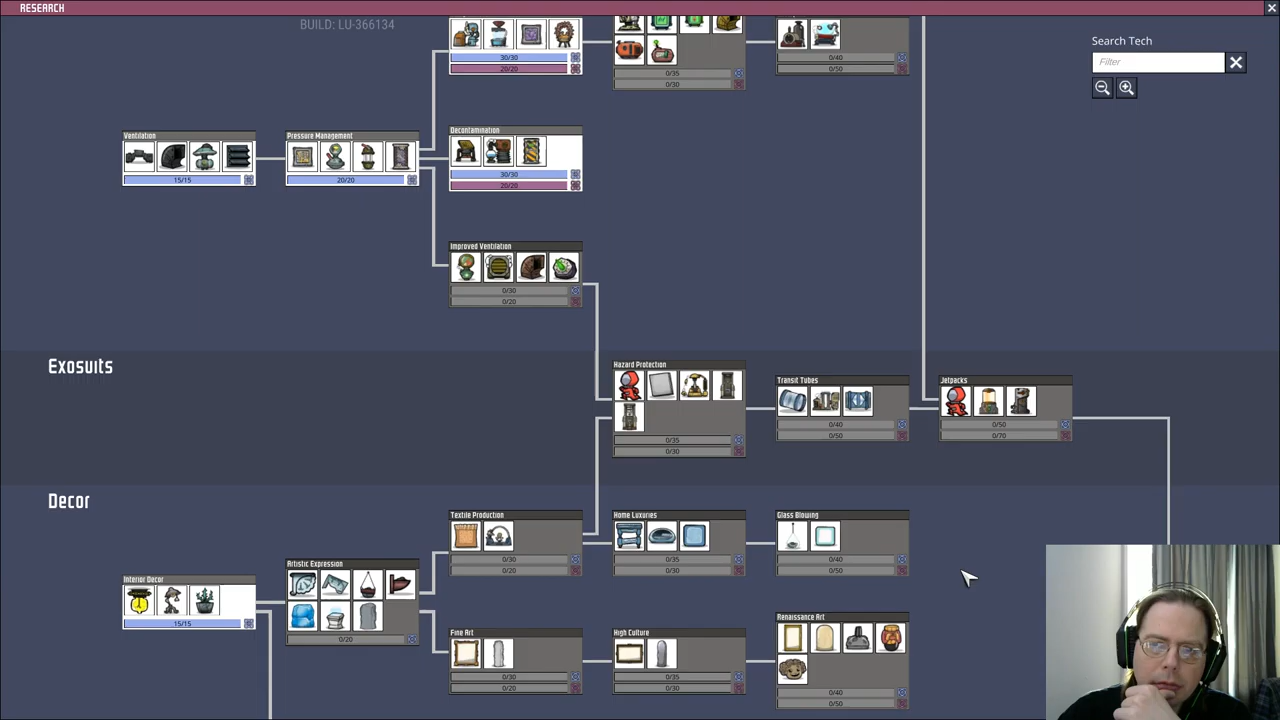 RESEARCH
BUILD: LU-366134
Search Tech
Filter
30/30
20/20
0/35
0/30
0/40
0/50
Ventilation
15/15
Pressure Management
20/20
Decontamination
30/30
20/20
Improved Ventilation
0/30
0/20
Exosuits
Hazard Protection
0/35
0/30
Transit Tubes
0/40
0/50
Jetpacks
0/50
0/70
Decor
Textile Production
0/30
0/20
Home Luxuries
0/35
0/30
Glass Blowing
0/40
0/50
Interior Decor
15/15
Artistic Expression
0/20
Fine Art
0/30
0/20
High Culture
0/35
0/30
Renaissance Art
0/40
0/50